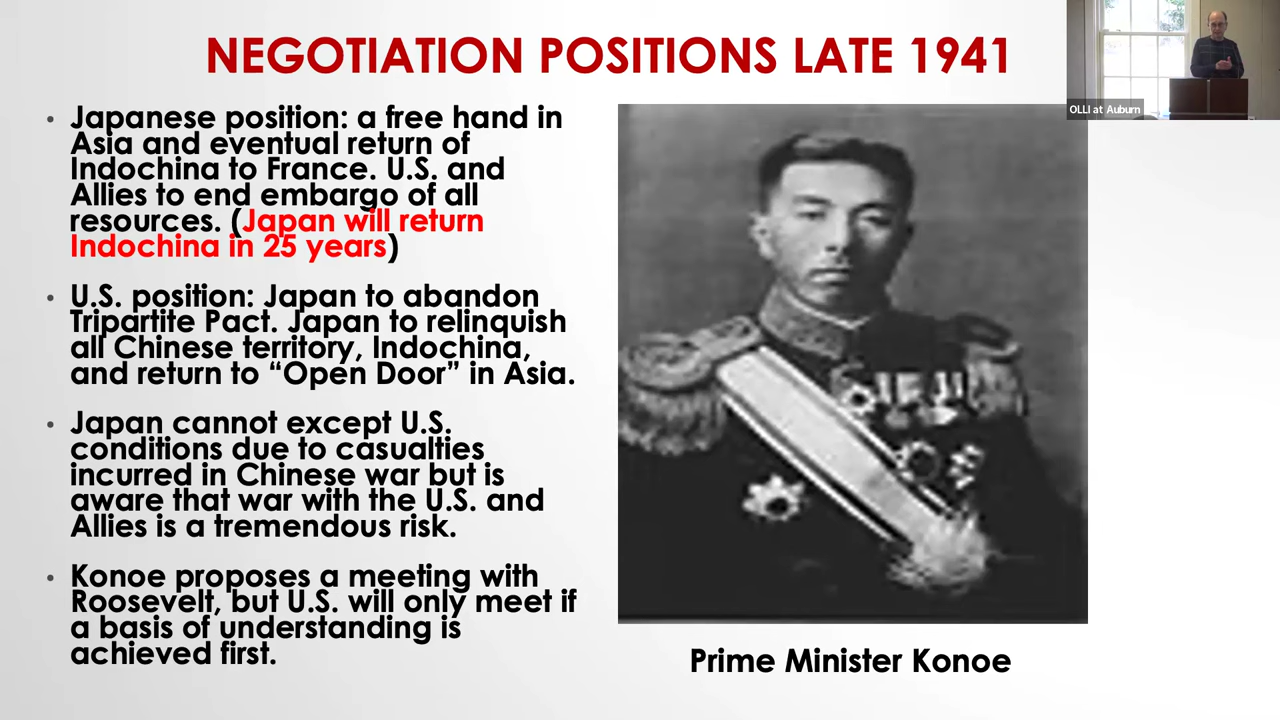 NEGOTIATION POSITIONS LATE 1941
OLLI at Auburn
• Japanese position: a free hand in
Asia and eventual return of
Indochina to France. U.S. and
Allies to end embargo of all
resources. (Japan will return
Indochina in 25 years)
• U.S. position: Japan to abandon
Tripartite Pact. Japan to relinquish
all Chinese territory, Indochina,
and return to “Open Door” in Asia.
• Japan cannot except U.S.
conditions due to casualties
incurred in Chinese war but is
aware that war with the U.S. and
Allies is a tremendous risk.
• Konoe proposes a meeting with
Roosevelt, but U.S. will only meet if
a basis of understanding is
achieved first.
Prime Minister Konoe